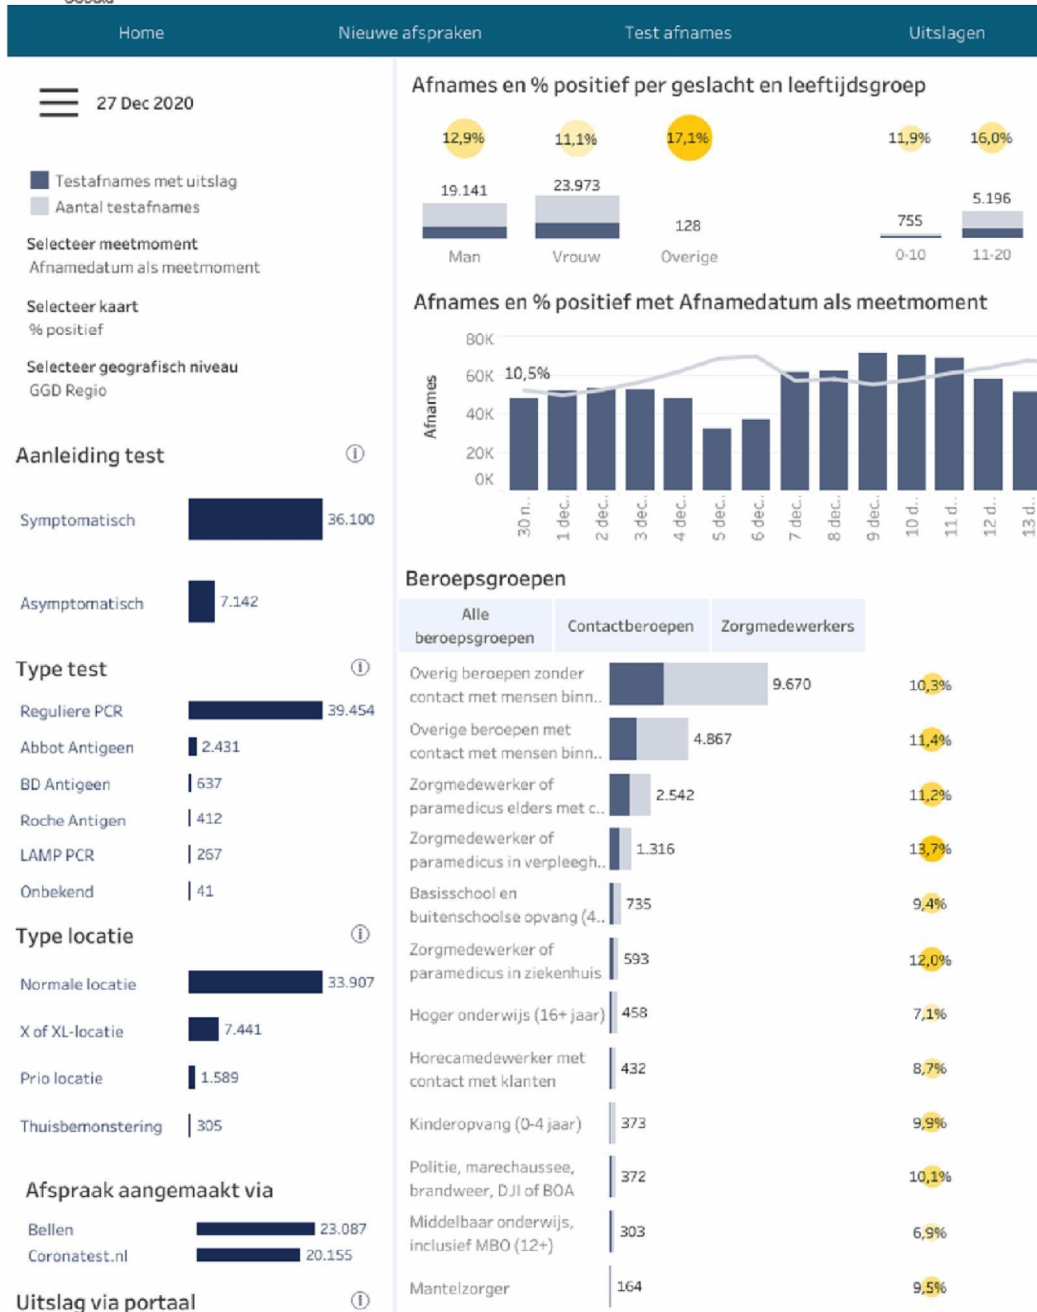 Home Nieuwe afspraken Test afnames Uitslagen
27 Dec 2020
Testafnames met uitslag
Aantal testafnames
Selecteer meetmoment
Afnamedatum als meetmoment
Selecteer kaart
% positief
Selecteer geografisch niveau
GGD Regio
Aanleiding test
Symptomatisch 36.100
Asymptomatisch 7.142
Type test
Reguliere PCR 39.454
Abbot Antigeen 2.431
BD Antigeen 637
Roche Antigen 412
LAMP PCR 267
Onbekend 41
Type locatie
Normale locatie 33.907
X of XL-locatie 7.441
Prio locatie 1.589
Thuisbemonstering 305
Afspraak aangemaakt via
Bellen 23.087
Coronatest.nl 20.155
Uitslag via portaal
Afnames en % positief per geslacht en leeftijdsgroep
12,9% 11,1% 17,1% 11,9% 16,0%
19.141 23.973 128 755 5.196
Man Vrouw Overige 0-10 11-20
Afnames en % positief met Afnamedatum als meetmoment
Afnames
80K
60K
40K
20K
0K
10,5%
30 n.. 1 dec.. 2 dec.. 3 dec.. 4 dec.. 5 dec.. 6 dec.. 7 dec.. 8 dec.. 9 dec.. 10 d.. 11 d.. 12 d.. 13 d..
Beroepsgroepen
Alle
beroepsgroepen
Contactberoepen
Zorgmedewerkers
Overig beroepen zonder
contact met mensen binn.. 9.670 10,3%
Overige beroepen met
contact met mensen binn.. 4.867 11,4%
Zorgmedewerker of
paramedicus elders met c.. 2.542 11,2%
Zorgmedewerker of
paramedicus in verpleegh.. 1.316 13,7%
Basisschool en
buitenschoolse opvang (4.. 735 9,4%
Zorgmedewerker of
paramedicus in ziekenhuis 593 12,0%
Hoger onderwijs (16+ jaar) 458 7,1%
Horecamedewerker met
contact met klanten 432 8,7%
Kinderopvang (0-4 jaar) 373 9,9%
Politie, marechaussee,
brandweer, DJI of BOA 372 10,1%
Middelbaar onderwijs,
inclusief MBO (12+) 303 6,9%
Mantelzorger 164 9,5%